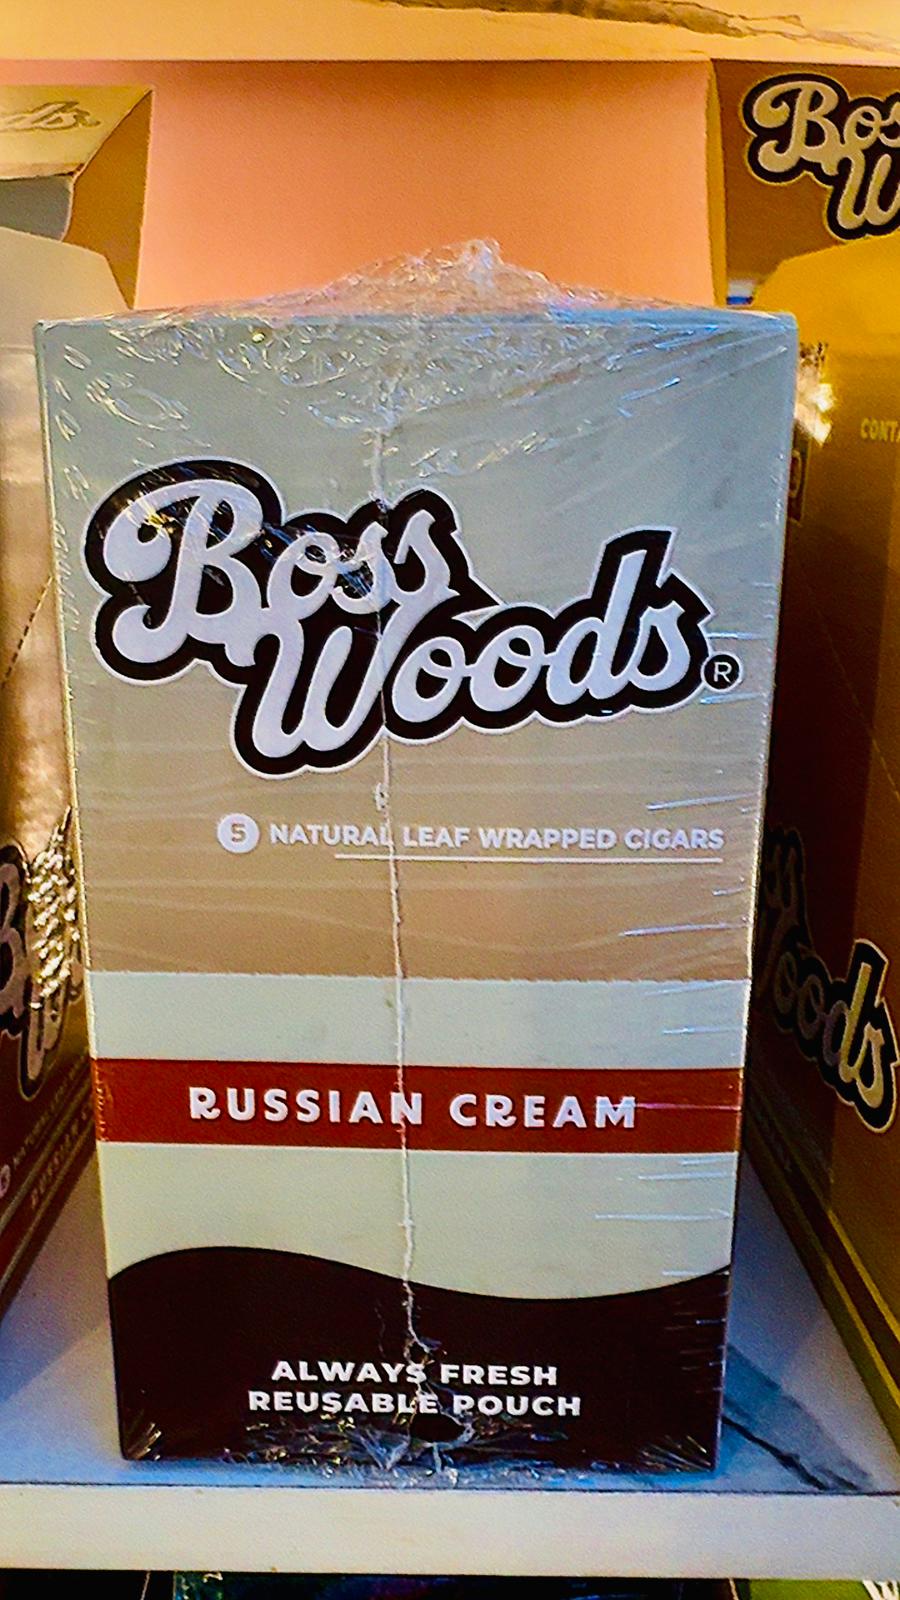 Boss
Woods®
5 NATURAL LEAF WRAPPED CIGARS
RUSSIAN CREAM
ALWAYS FRESH
REUSABLE POUCH